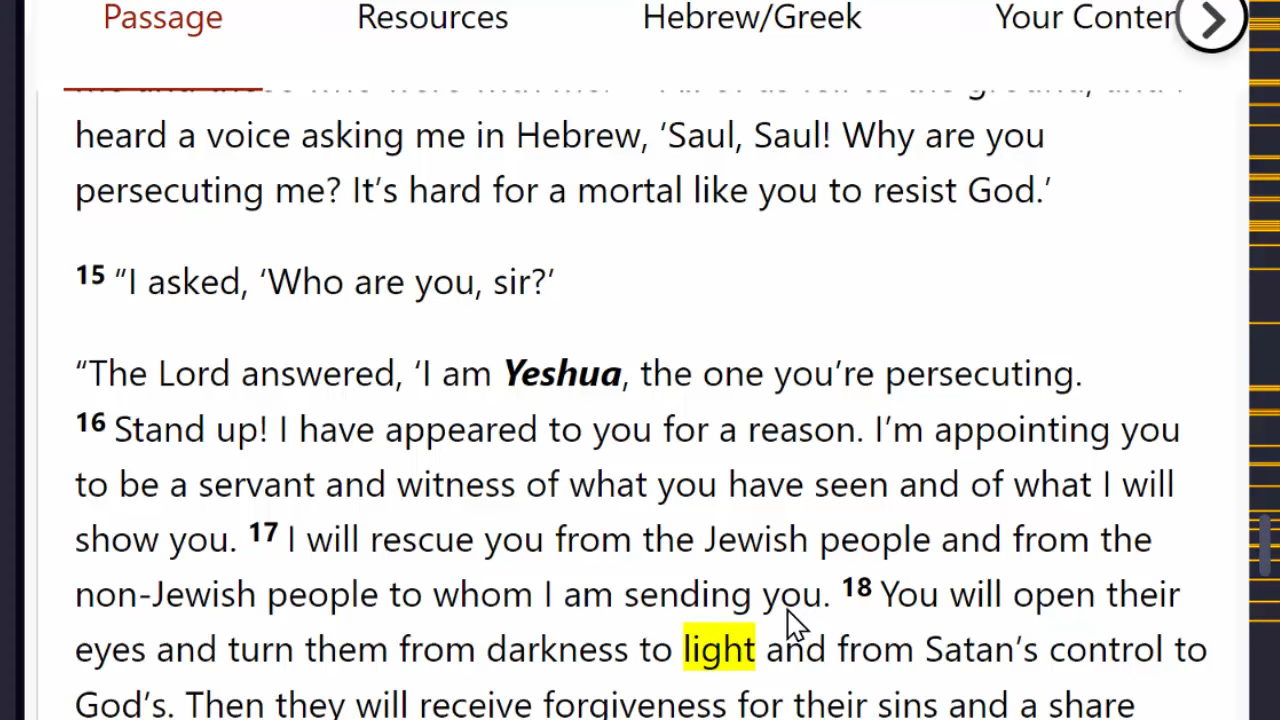 Passage Resources Hebrew/Greek Your Conter
heard a voice asking me in Hebrew, ‘Saul, Saul! Why are you
persecuting me? It’s hard for a mortal like you to resist God.’
15 “I asked, ‘Who are you, sir?’
“The Lord answered, ‘I am Yeshua, the one you’re persecuting.
16 Stand up! I have appeared to you for a reason. I’m appointing you
to be a servant and witness of what you have seen and of what I will
show you. 17 I will rescue you from the Jewish people and from the
non-Jewish people to whom I am sending you. 18 You will open their
eyes and turn them from darkness to light and from Satan’s control to
God’s. Then they will receive forgiveness for their sins and a share